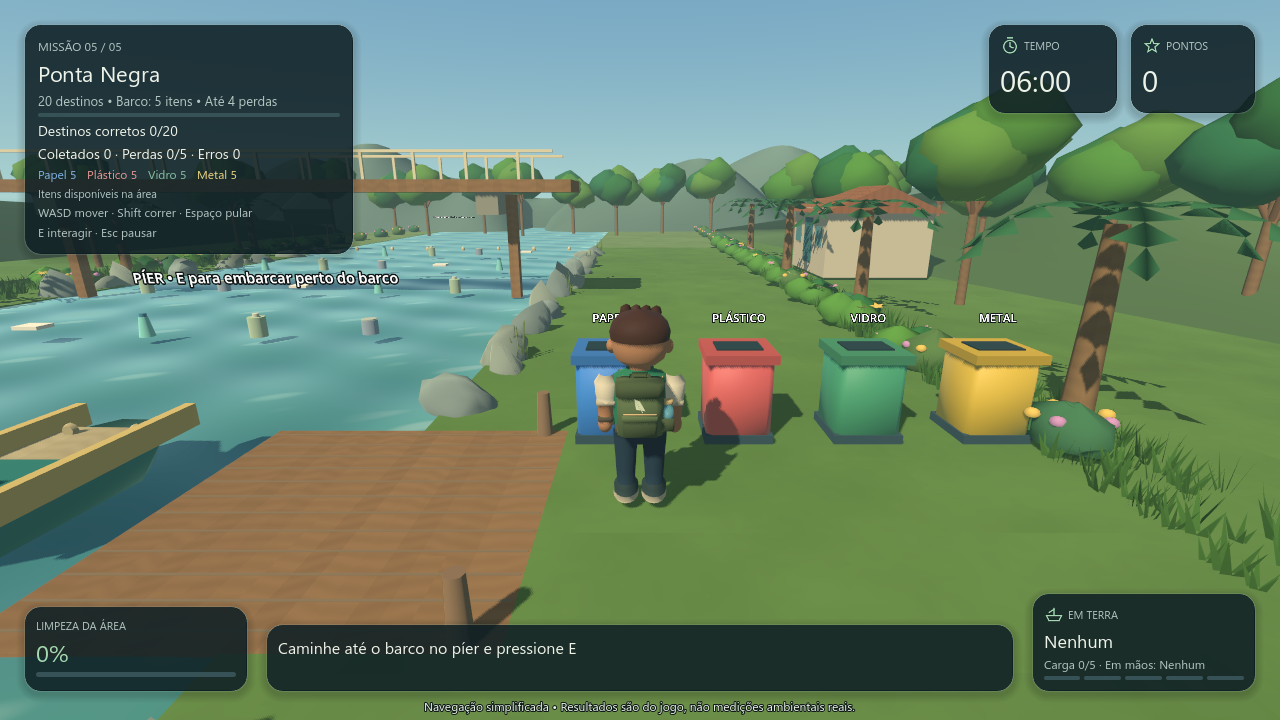 MISSÃO 05 / 05
Ponta Negra
20 destinos • Barco: 5 itens • Até 4 perdas
Destinos corretos 0/20
Coletados 0 · Perdas 0/5 · Erros 0
Papel 5 Plástico 5 Vidro 5 Metal 5
Itens disponíveis na área
WASD mover · Shift correr · Espaço pular
E interagir · Esc pausar
TEMPO
06:00
PONTOS
0
PÍER • E para embarcar perto do barco
PLÁSTICO
VIDRO
METAL
LIMPEZA DA ÁREA
0%
Caminhe até o barco no píer e pressione E
EM TERRA
Nenhum
Carga 0/5 · Em mãos: Nenhum
Navegação simplificada • Resultados são do jogo, não medições ambientais reais.